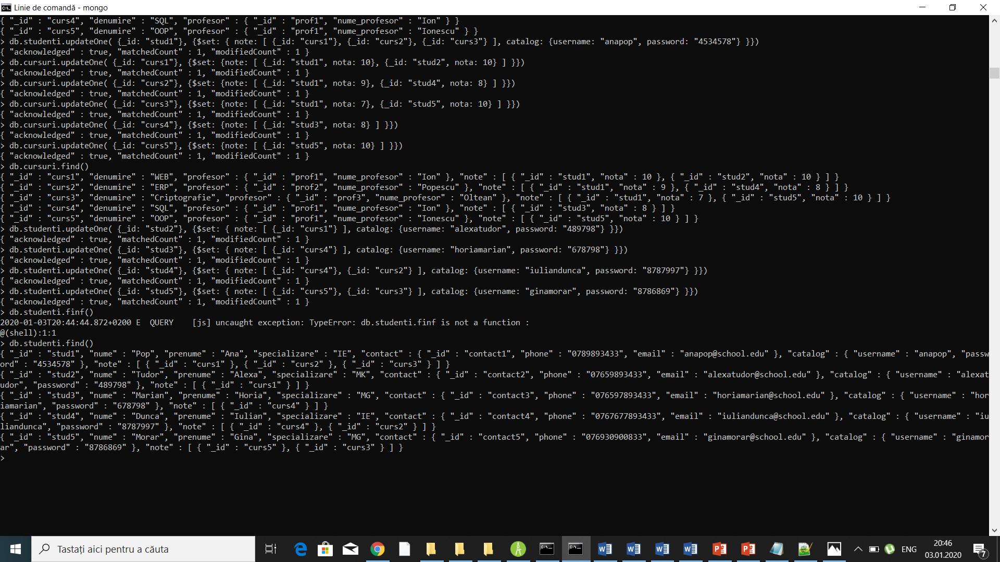 Linie de comandă - mongo
{ "_id" : "curs4", "denumire" : "SQL", "profesor" : { "_id" : "prof1", "nume_profesor" : "Ion" } }
{ "_id" : "curs5", "denumire" : "OOP", "profesor" : { "_id" : "prof1", "nume_profesor" : "Ionescu" } }
> db.studenti.updateOne( {_id: "stud1"}, {$set: { note: [ {_id: "curs1"}, {_id: "curs2"}, {_id: "curs3"} ], catalog: {username: "anapop", password: "4534578"} }})
{ "acknowledged" : true, "matchedCount" : 1, "modifiedCount" : 1 }
> db.cursuri.updateOne( {_id: "curs1"}, {$set: {note: [ {_id: "stud1", nota: 10}, {_id: "stud2", nota: 10} ] }})
{ "acknowledged" : true, "matchedCount" : 1, "modifiedCount" : 1 }
> db.cursuri.updateOne( {_id: "curs2"}, {$set: {note: [ {_id: "stud1", nota: 9}, {_id: "stud4", nota: 8} ] }})
{ "acknowledged" : true, "matchedCount" : 1, "modifiedCount" : 1 }
> db.cursuri.updateOne( {_id: "curs3"}, {$set: {note: [ {_id: "stud1", nota: 7}, {_id: "stud5", nota: 10} ] }})
{ "acknowledged" : true, "matchedCount" : 1, "modifiedCount" : 1 }
> db.cursuri.updateOne( {_id: "curs4"}, {$set: {note: [ {_id: "stud3", nota: 8} ] }})
{ "acknowledged" : true, "matchedCount" : 1, "modifiedCount" : 1 }
> db.cursuri.updateOne( {_id: "curs5"}, {$set: {note: [ {_id: "stud5", nota: 10} ] }})
{ "acknowledged" : true, "matchedCount" : 1, "modifiedCount" : 1 }
> db.cursuri.find()
{ "_id" : "curs1", "denumire" : "WEB", "profesor" : { "_id" : "prof1", "nume_profesor" : "Ion" }, "note" : [ { "_id" : "stud1", "nota" : 10 }, { "_id" : "stud2", "nota" : 10 } ] }
{ "_id" : "curs2", "denumire" : "ERP", "profesor" : { "_id" : "prof2", "nume_profesor" : "Popescu" }, "note" : [ { "_id" : "stud1", "nota" : 9 }, { "_id" : "stud4", "nota" : 8 } ] }
{ "_id" : "curs3", "denumire" : "Criptografie", "profesor" : { "_id" : "prof3", "nume_profesor" : "Oltean" }, "note" : [ { "_id" : "stud1", "nota" : 7 }, { "_id" : "stud5", "nota" : 10 } ] }
{ "_id" : "curs4", "denumire" : "SQL", "profesor" : { "_id" : "prof1", "nume_profesor" : "Ion" }, "note" : [ { "_id" : "stud3", "nota" : 8 } ] }
{ "_id" : "curs5", "denumire" : "OOP", "profesor" : { "_id" : "prof1", "nume_profesor" : "Ionescu" }, "note" : [ { "_id" : "stud5", "nota" : 10 } ] }
> db.studenti.updateOne( {_id: "stud2"}, {$set: { note: [ {_id: "curs1"} ], catalog: {username: "alexatudor", password: "489798"} }})
{ "acknowledged" : true, "matchedCount" : 1, "modifiedCount" : 1 }
> db.studenti.updateOne( {_id: "stud3"}, {$set: { note: [ {_id: "curs4"} ], catalog: {username: "horiamarian", password: "678798"} }})
{ "acknowledged" : true, "matchedCount" : 1, "modifiedCount" : 1 }
> db.studenti.updateOne( {_id: "stud4"}, {$set: { note: [ {_id: "curs4"}, {_id: "curs2"} ], catalog: {username: "iuliandunca", password: "8787997"} }})
{ "acknowledged" : true, "matchedCount" : 1, "modifiedCount" : 1 }
> db.studenti.updateOne( {_id: "stud5"}, {$set: { note: [ {_id: "curs5"}, {_id: "curs3"} ], catalog: {username: "ginamorar", password: "8786869"} }})
{ "acknowledged" : true, "matchedCount" : 1, "modifiedCount" : 1 }
> db.studenti.finf()
2020-01-03T20:44:44.872+0200 E  QUERY    [js] uncaught exception: TypeError: db.studenti.finf is not a function :
@(shell):1:1
> db.studenti.find()
{ "_id" : "stud1", "nume" : "Pop", "prenume" : "Ana", "specializare" : "IE", "contact" : { "_id" : "contact1", "phone" : "0789893433", "email" : "anapop@school.edu" }, "catalog" : { "username" : "anapop", "passw
ord" : "4534578" }, "note" : [ { "_id" : "curs1" }, { "_id" : "curs2" }, { "_id" : "curs3" } ] }
{ "_id" : "stud2", "nume" : "Tudor", "prenume" : "Alexa", "specializare" : "MK", "contact" : { "_id" : "contact2", "phone" : "07659893433", "email" : "alexatudor@school.edu" }, "catalog" : { "username" : "alexat
udor", "password" : "489798" }, "note" : [ { "_id" : "curs1" } ] }
{ "_id" : "stud3", "nume" : "Marian", "prenume" : "Horia", "specializare" : "MG", "contact" : { "_id" : "contact3", "phone" : "076597893433", "email" : "horiamarian@school.edu" }, "catalog" : { "username" : "hor
iamarian", "password" : "678798" }, "note" : [ { "_id" : "curs4" } ] }
{ "_id" : "stud4", "nume" : "Dunca", "prenume" : "Iulian", "specializare" : "IE", "contact" : { "_id" : "contact4", "phone" : "0767677893433", "email" : "iuliandunca@school.edu" }, "catalog" : { "username" : "iu
liandunca", "password" : "8787997" }, "note" : [ { "_id" : "curs4" }, { "_id" : "curs2" } ] }
{ "_id" : "stud5", "nume" : "Morar", "prenume" : "Gina", "specializare" : "MG", "contact" : { "_id" : "contact5", "phone" : "076930900833", "email" : "ginamorar@school.edu" }, "catalog" : { "username" : "ginamor
ar", "password" : "8786869" }, "note" : [ { "_id" : "curs5" }, { "_id" : "curs3" } ] }
>
Tastați aici pentru a căuta
ENG
20:46
03.01.2020
7